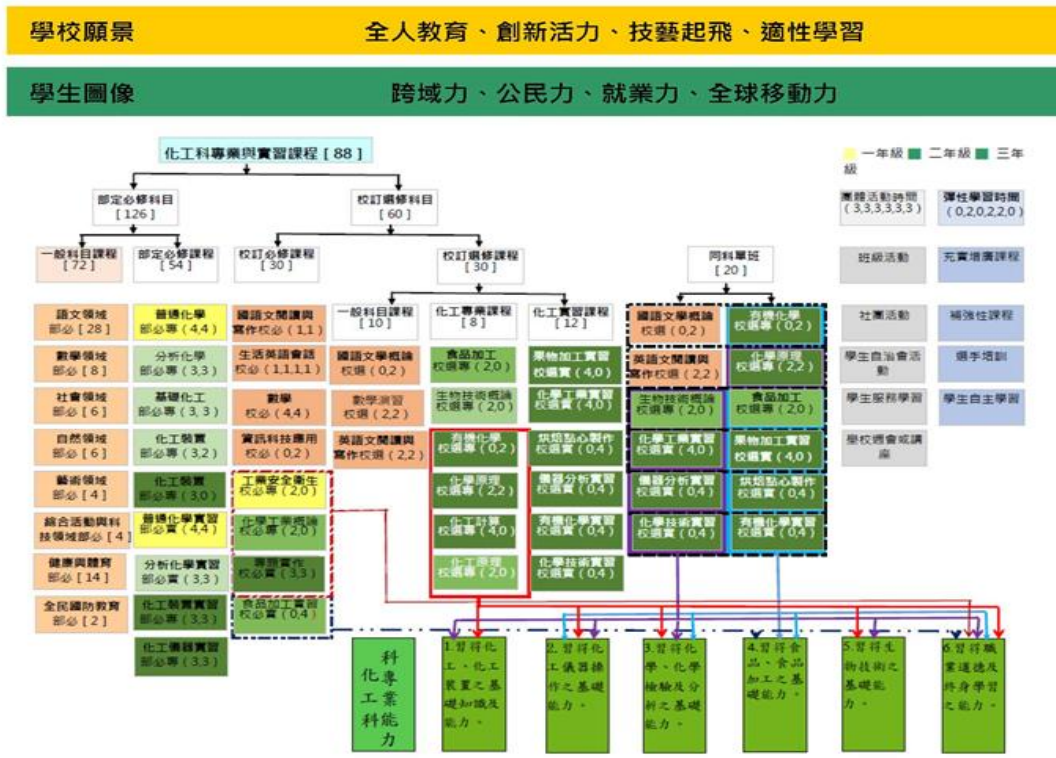 學校願景 全人教育、創新活力、技藝起飛、適性學習
學生圖像 跨域力、公民力、就業力、全球移動力
化工科專業與實習課程 [ 88 ]
一年級 二年級 三年
級
部定必修科目
[ 126 ]
校訂選修科目
[ 60 ]
團體活動時間
( 3,3,3,3,3,3 )
彈性學習時間
( 0,2,0,2,2,0 )
一般科目課程
[ 72 ]
部定必修課程
[ 54 ]
校訂必修課程
[ 30 ]
校訂選修課程
[ 30 ]
同科單班
[ 20 ]
一般科目課程
[ 10 ]
化工專業課程
[ 8 ]
化工實習課程
[ 12 ]
語文領域
部必 [ 28 ]
數學領域
部必 [ 8 ]
社會領域
部必 [ 6 ]
自然領域
部必 [ 6 ]
藝術領域
部必 [ 4 ]
綜合活動與科
技領域部必 [ 4 ]
健康與體育
部必 [ 14 ]
全民國防教育
部必 [ 2 ]
普通化學
部必專 ( 4,4 )
分析化學
部必專 ( 3,3 )
基礎化工
部必專 ( 3, 3 )
化工裝置
部必專 ( 3,2 )
化工裝置
部必專 ( 3,0 )
普通化學實習
部必實 ( 4,4 )
分析化學實習
部必實 ( 3,3 )
化工裝置實習
部必專 ( 3,3 )
化工儀器實習
部必專 ( 3,3 )
國語文閱讀與
寫作校必 ( 1,1 )
生活英語會話
校必 ( 1,1,1,1 )
數學
校必 ( 4,4 )
資訊科技應用
校必 ( 0,2 )
工業安全衛生
校必專 ( 2,0 )
化學工業概論
校必專 ( 2,0 )
專題實作
校必實 ( 3,3 )
食品加工實習
校必實 ( 0,4 )
國語文學概論
校選 ( 0,2 )
數學演習
校選 ( 2,2 )
英語文閱讀與
寫作校選 ( 2,2 )
食品加工
校選專 ( 2,0 )
生物技術概論
校選專 ( 2,0 )
有機化學
校選專 ( 0,2 )
化學原理
校選專 ( 2,2 )
化工計算
校選專 ( 4,0 )
化工原理
校選專 ( 2,0 )
果物加工實習
校選實 ( 4,0 )
化學工業實習
校選實 ( 4,0 )
烘焙點心製作
校選實 ( 0,4 )
儀器分析實習
校選實 ( 0,4 )
有機化學實習
校選實 ( 0,4 )
化學技術實習
校選實 ( 0,4 )
國語文學概論
校選 ( 0,2 )
英語文閱讀與
寫作校選 ( 2,2 )
生物技術概論
校選專 ( 2,0 )
化學工業實習
校選實 ( 4,0 )
儀器分析實習
校選實 ( 0,4 )
化學技術實習
校選實 ( 0,4 )
有機化學
校選專 ( 0,2 )
化學原理
校選專 ( 2,2 )
食品加工
校選專 ( 2,0 )
果物加工實習
校選實 ( 4,0 )
烘焙點心製作
校選實 ( 0,4 )
有機化學實習
校選實 ( 0,4 )
班級活動
社團活動
學生自治會活
動
學生服務學習
學校週會或講
座
充實增廣課程
補強性課程
選手培訓
學生自主學習
化工科
科專業能力
1.習得化
工、化工
裝置之基
礎知識及
能力。
2. 習得化
工儀器操
作之基礎
能力。
3.習得化
學、化學
檢驗及分
析之基礎
能力。
4.習得食
品、食品
加工之基
礎能力。
5.習得生
物技術之
基礎能
力。
6.習得職
業道德及
終身學習
之能力。